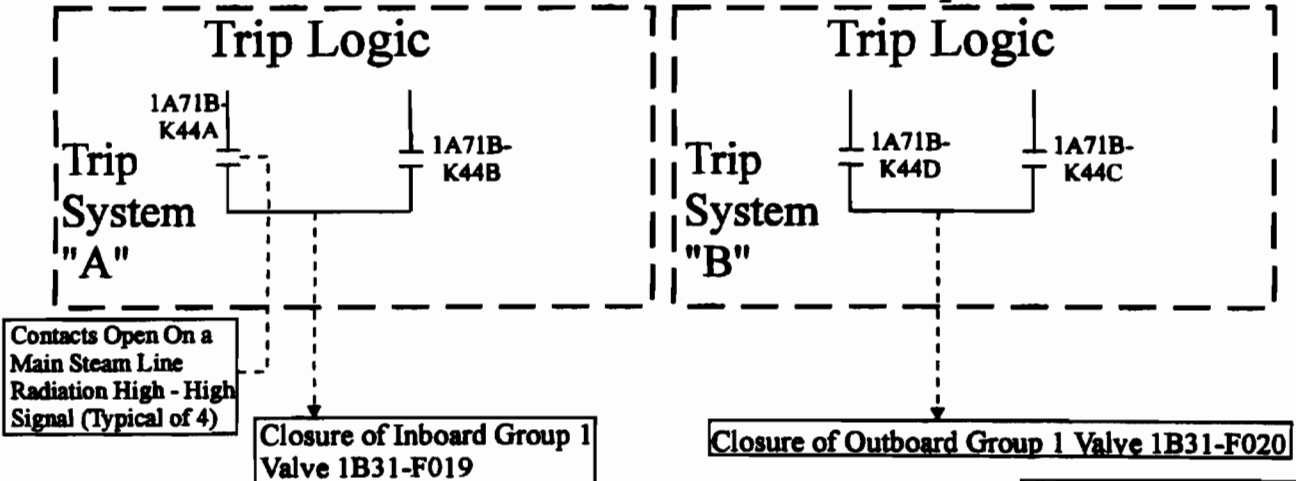 Trip Logic
1A71B-
K44A
1A71B-
K44B
Trip
System
"A"
Contacts Open On a
Main Steam Line
Radiation High - High
Signal (Typical of 4)
Closure of Inboard Group 1
Valve 1B31-F019
Trip Logic
1A71B-
K44D
1A71B-
K44C
Trip
System
"B"
Closure of Outboard Group 1 Valve 1B31-F020